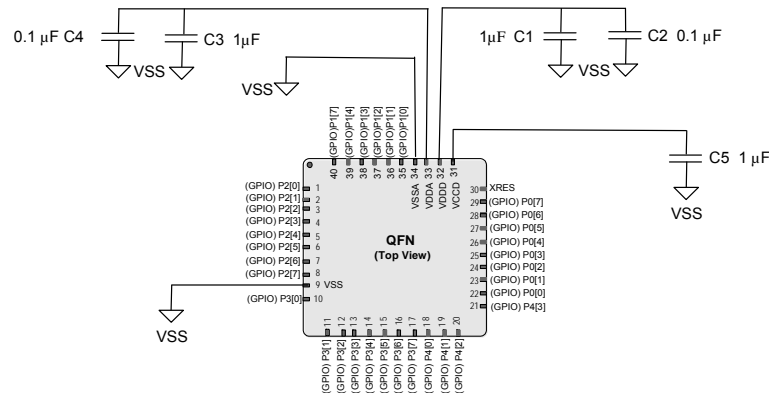 0.1 µF C4
C3 1µF
1µF C1
C2 0.1 µF
VSS
VSS
VSS
C5 1 µF
VSS
(GPIO)P1[7]
(GPIO)P1[4]
(GPIO)P1[3]
(GPIO)P1[2]
(GPIO)P1[1]
(GPIO)P1[0]
40
39
38
37
36
35
34
33
32
31
VSSA
VDDA
VDDD
VCCD
QFN
(Top View)
(GPIO) P2[0] 1
(GPIO) P2[1] 2
(GPIO) P2[2] 3
(GPIO) P2[3] 4
(GPIO) P2[4] 5
(GPIO) P2[5] 6
(GPIO) P2[6] 7
(GPIO) P2[7] 8
9 VSS
(GPIO) P3[0] 10
VSS
30 XRES
29 (GPIO) P0[7]
28 (GPIO) P0[6]
27 (GPIO) P0[5]
26 (GPIO) P0[4]
25 (GPIO) P0[3]
24 (GPIO) P0[2]
23 (GPIO) P0[1]
22 (GPIO) P0[0]
21 (GPIO) P4[3]
11
12
13
14
15
16
17
18
19
20
(GPIO) P3[1]
(GPIO) P3[2]
(GPIO) P3[3]
(GPIO) P3[4]
(GPIO) P3[5]
(GPIO) P3[6]
(GPIO) P3[7]
(GPIO) P4[0]
(GPIO) P4[1]
(GPIO) P4[2]